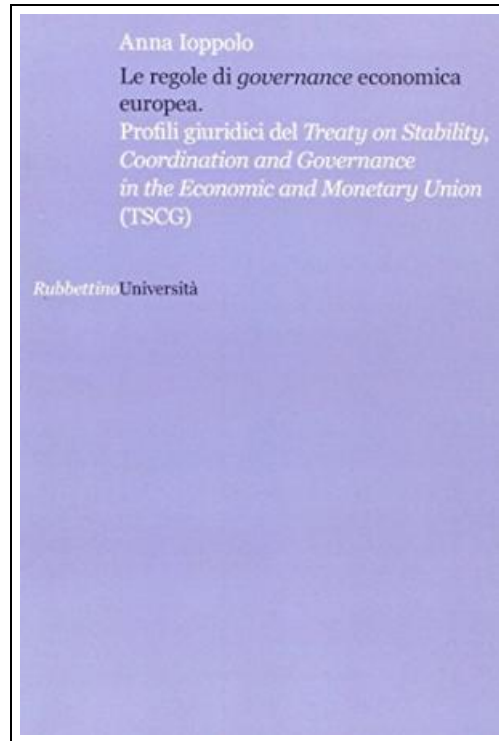 Anna Ioppolo
Le regole di governance economica
europea.
Profili giuridici del Treaty on Stability,
Coordination and Governance
in the Economic and Monetary Union
(TSCG)
RubbettinoUniversità